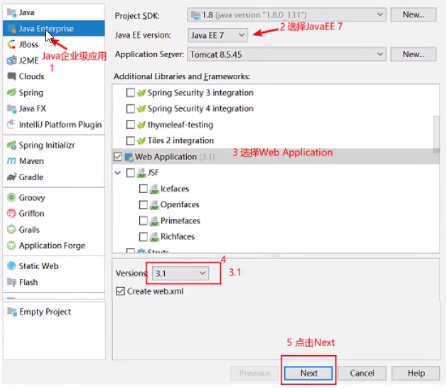 Java
Java Enterprise
JBoss
J2ME
Clouds
Spring
Java FX
IntelliJ Platform Plugin
Spring Initializr
Maven
Gradle
Groovy
Griffon
Grails
Application Forge
Static Web
Flash
Empty Project
Java企业级应用
1
Project SDK: 1.8 (java version "1.8.0_131") New...
Java EE version: Java EE 7
2 选择JavaEE 7
Application Server: Tomcat 8.5.45 New...
Additional Libraries and Frameworks:
Spring Security 3 integration
Spring Security 4 integration
thymeleaf-testing
Tiles 2 integration
Web Application (3.1)
3 选择Web Application
JSF
Icefaces
Openfaces
Primefaces
Richfaces
Struts
4
Versions: 3.1
3.1
Create web.xml
5 点击Next
Previous Next Cancel Help